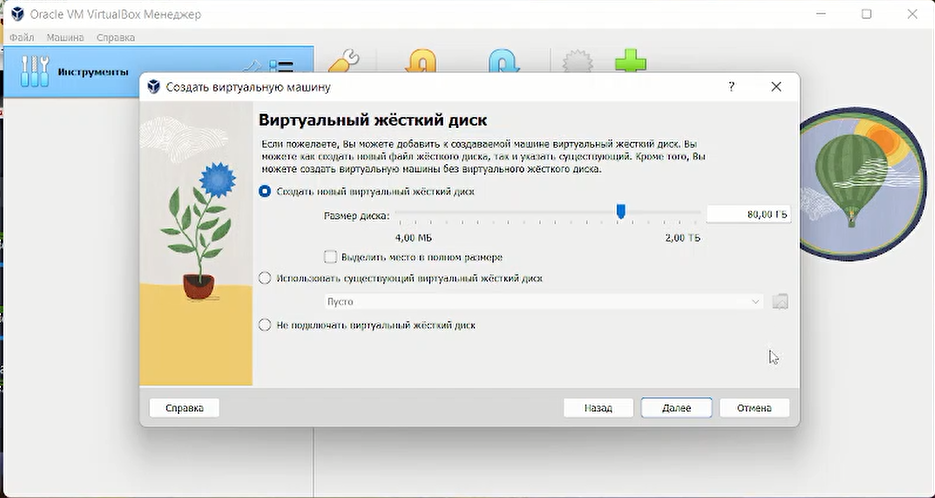 Oracle VM VirtualBox Менеджер
Файл Машина Справка
Инструменты
Создать виртуальную машину
?
Виртуальный жёсткий диск
Если пожелаете, Вы можете добавить к создаваемой машине виртуальный жёсткий диск. Вы
можете как создать новый файл жёсткого диска, так и указать существующий. Кроме того, Вы
можете создать виртуальную машину без виртуального жёсткого диска.
Создать новый виртуальный жёсткий диск
Размер диска:
80,00 ГБ
4,00 МБ 2,00 ТБ
Выделить место в полном размере
Использовать существующий виртуальный жёсткий диск
Пусто
Не подключать виртуальный жёсткий диск
Справка Назад Далее Отмена